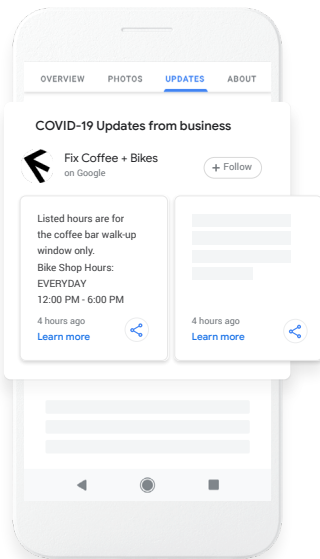 OVERVIEW PHOTOS UPDATES ABOUT
COVID-19 Updates from business
Fix Coffee + Bikes
on Google
+ Follow
Listed hours are for
the coffee bar walk-up
window only.
Bike Shop Hours:
EVERYDAY
12:00 PM - 6:00 PM
4 hours ago
Learn more
4 hours ago
Learn more